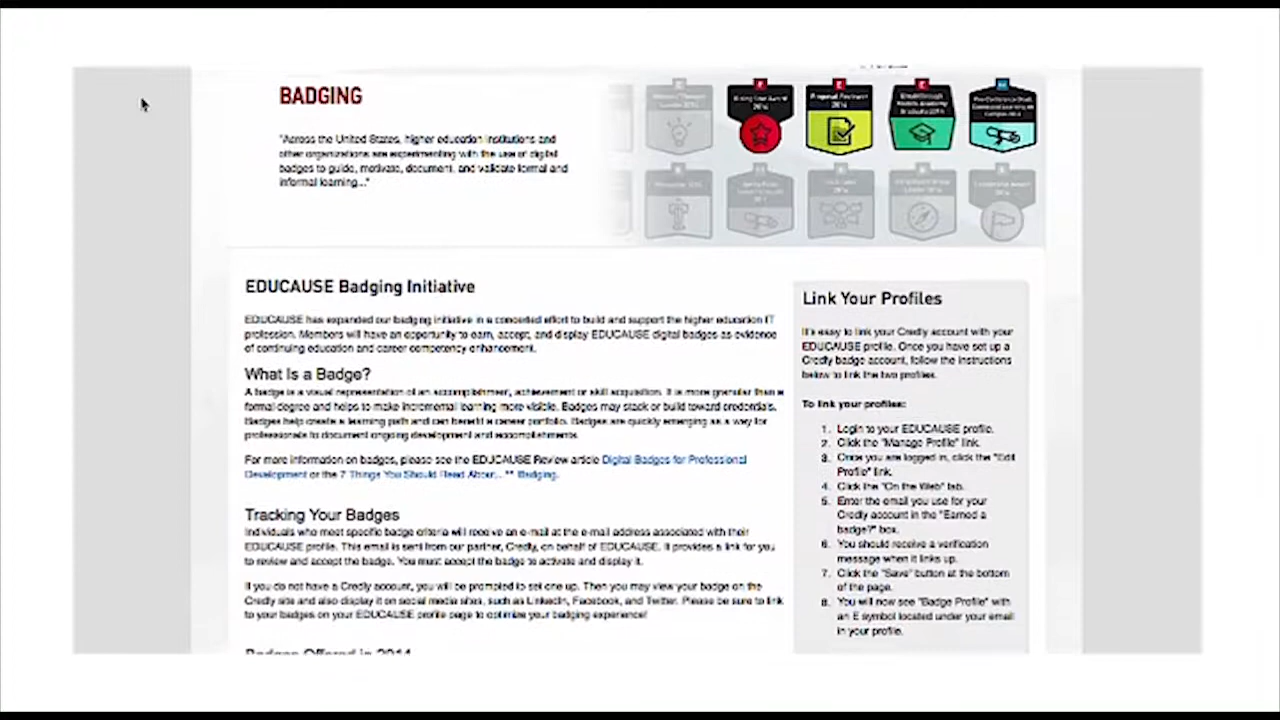 BADGING
"Across the United States, higher education institutions and
other organizations are experimenting with the use of digital
badges to guide, motivate, document, and validate formal and
informal learning..."
Rising Star Award
2014
Proposal Reviewer
2014
Breakthrough
Models Academy
Graduate 2014
Connected Learning on
EDUCAUSE Badging Initiative
EDUCAUSE has expanded our badging initiative in a concerted effort to build and support the higher education IT
profession. Members will have an opportunity to earn, accept, and display EDUCAUSE digital badges as evidence
of continuing education and career competency enhancement.
What Is a Badge?
A badge is a visual representation of an accomplishment, achievement or skill acquisition. It is more granular than a
formal degree and helps to make incremental learning more visible. Badges may stack or build toward credentials.
Badges help create a learning path and can benefit a career portfolio. Badges are quickly emerging as a way for
professionals to document ongoing development and accomplishments.
For more information on badges, please see the EDUCAUSE Review article Digital Badges for Professional
Development or the 7 Things You Should Read About... Badging.
Tracking Your Badges
Individuals who meet specific badge criteria will receive an e-mail at the e-mail address associated with their
EDUCAUSE profile. This email is sent from our partner, Credly, on behalf of EDUCAUSE. It provides a link for you
to review and accept the badge. You must accept the badge to activate and display it.
If you do not have a Credly account, you will be prompted to set one up. Then you may view your badge on the
Credly site and also display it on social media sites, such as LinkedIn, Facebook, and Twitter. Please be sure to link
to your badges on your EDUCAUSE profile page to optimize your badging experience!
Badges Offered in 2014
Link Your Profiles
It's easy to link your Credly account with your
EDUCAUSE profile. Once you have set up a
Credly badge account, follow the instructions
below to link the two profiles.
To link your profiles:
1. Login to your EDUCAUSE profile.
2. Click the "Manage Profile" link.
3. Once you are logged in, click the "Edit
Profile" link.
4. Click the "On the Web" tab.
5. Enter the email you use for your
Credly account in the "Earned a
badge?" box.
6. You should receive a verification
message when it links up.
7. Click the "Save" button at the bottom
of the page.
8. You will now see "Badge Profile" with
an E symbol located under your email
in your profile.